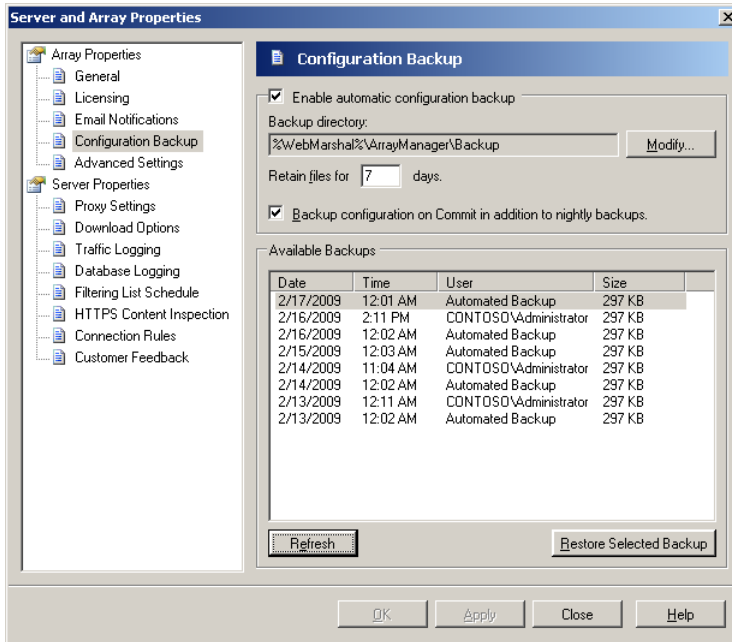 Server and Array Properties
Array Properties
General
Licensing
Email Notifications
Configuration Backup
Advanced Settings
Server Properties
Proxy Settings
Download Options
Traffic Logging
Database Logging
Filtering List Schedule
HTTPS Content Inspection
Connection Rules
Customer Feedback
Configuration Backup
Enable automatic configuration backup
Backup directory:
%WebMarshal%\ArrayManager\Backup Modify...
Retain files for 7 days.
Backup configuration on Commit in addition to nightly backups.
Available Backups
Date Time User Size
2/17/2009 12:01 AM Automated Backup 297 KB
2/16/2009 2:11 PM CONTOSO\Administrator 297 KB
2/16/2009 12:02 AM Automated Backup 297 KB
2/15/2009 12:03 AM Automated Backup 297 KB
2/14/2009 11:04 AM CONTOSO\Administrator 297 KB
2/14/2009 12:02 AM Automated Backup 297 KB
2/13/2009 12:11 AM CONTOSO\Administrator 297 KB
2/13/2009 12:02 AM Automated Backup 297 KB
Refresh Restore Selected Backup
OK Apply Close Help